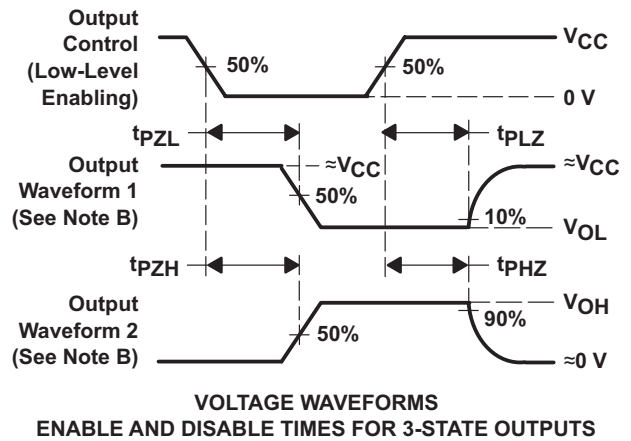 Output
Control
(Low-Level
Enabling)
50%
50%
VCC
0 V
tPZL
tPLZ
Output
Waveform 1
(See Note B)
≈VCC
50%
≈VCC
10%
VOL
tPZH
tPHZ
Output
Waveform 2
(See Note B)
50%
VOH
90%
≈0 V
VOLTAGE WAVEFORMS
ENABLE AND DISABLE TIMES FOR 3-STATE OUTPUTS